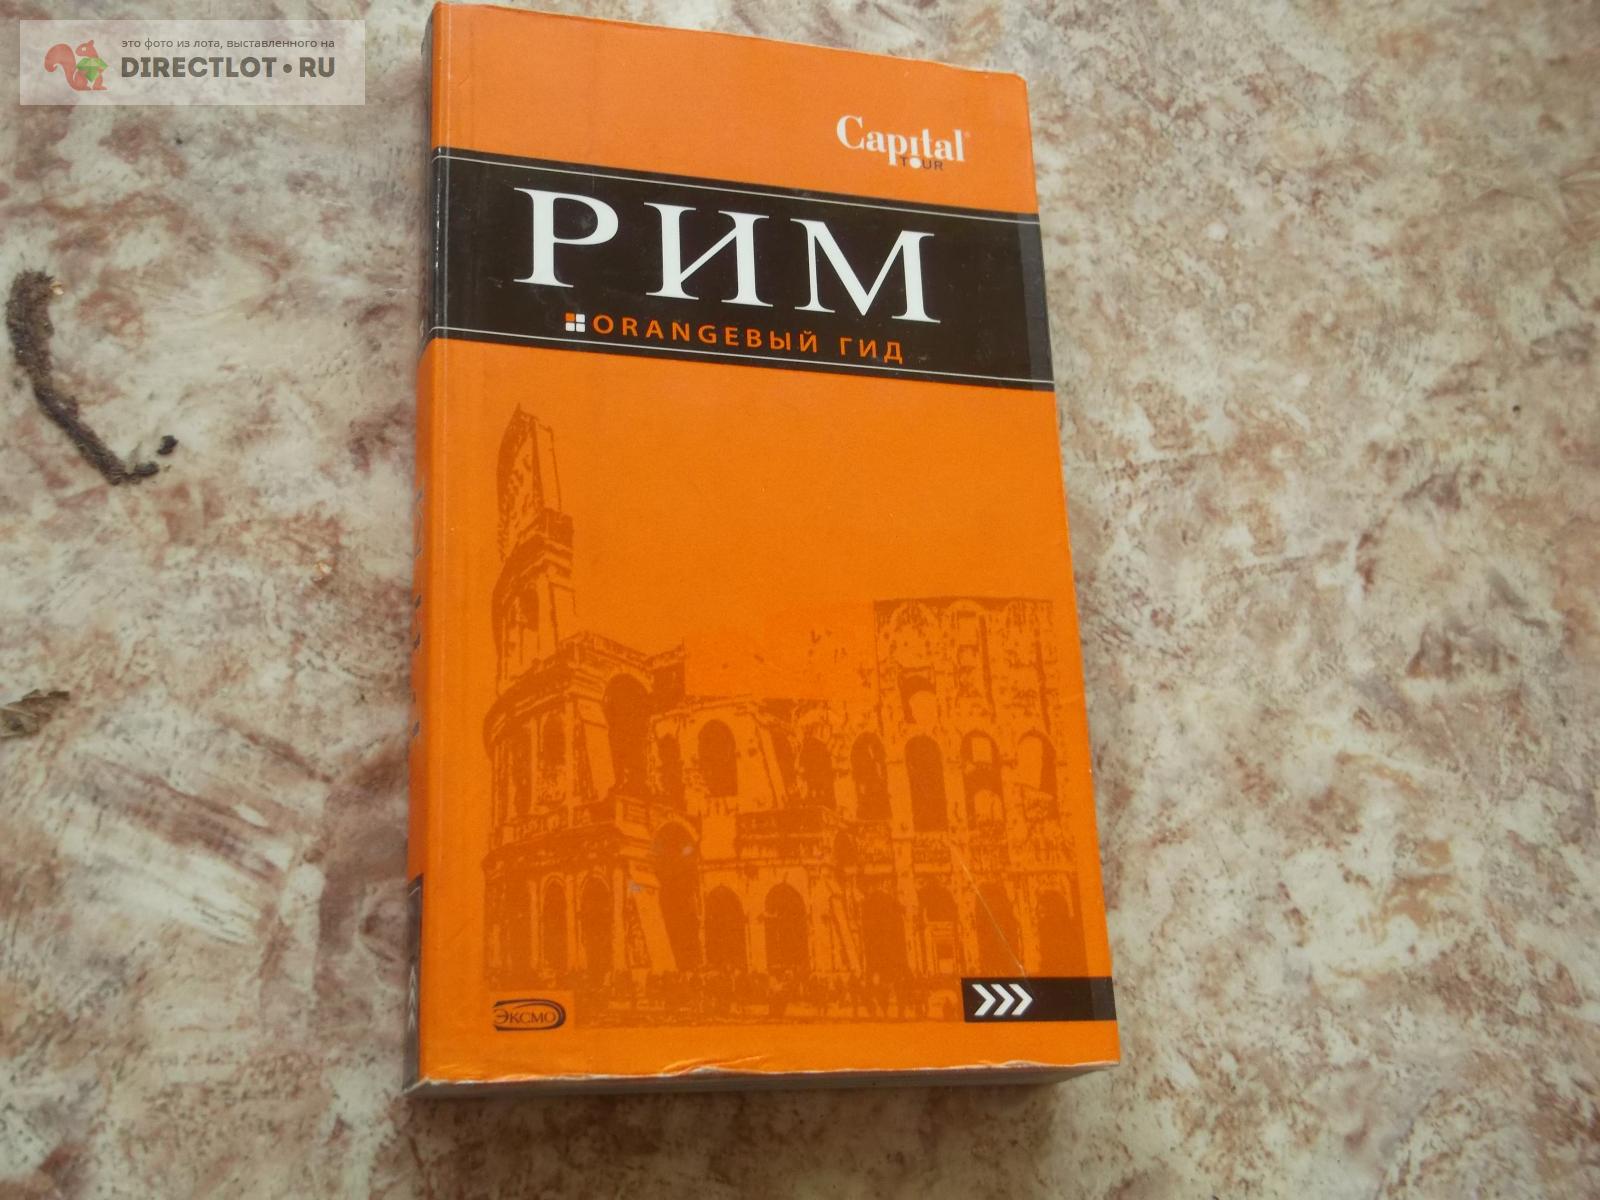 это фото из лота, выставленного на
DIRECTLOT•RU
Capital
TOUR
РИМ
ORANGEВЫЙ ГИД
ЭКСМО